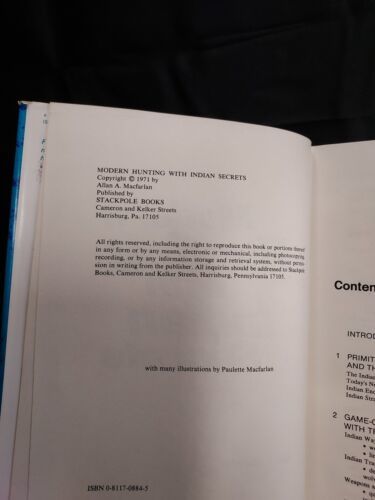 MODERN HUNTING WITH INDIAN SECRETS
Copyright © 1971 by
Allan A. Macfarlan
Published by
STACKPOLE BOOKS
Cameron and Kelker Streets
Harrisburg, Pa. 17105
All rights reserved, including the right to reproduce this book or portions thereof
in any form or by any means, electronic or mechanical, including photocopying,
recording, or by any information storage and retrieval system, without permis-
sion in writing from the publisher. All inquiries should be addressed to Stackpole
Books, Cameron and Kelker Streets, Harrisburg, Pennsylvania 17105.
with many illustrations by Paulette Macfarlan
ISBN 0-8117-0884-5
Conten
INTROD
1 PRIMIT
AND TH
The Indian
Today's N
Indian Enc
Indian Stra
2 GAME-C
WITH T
Indian Wa
Indian Tra
Weapons a